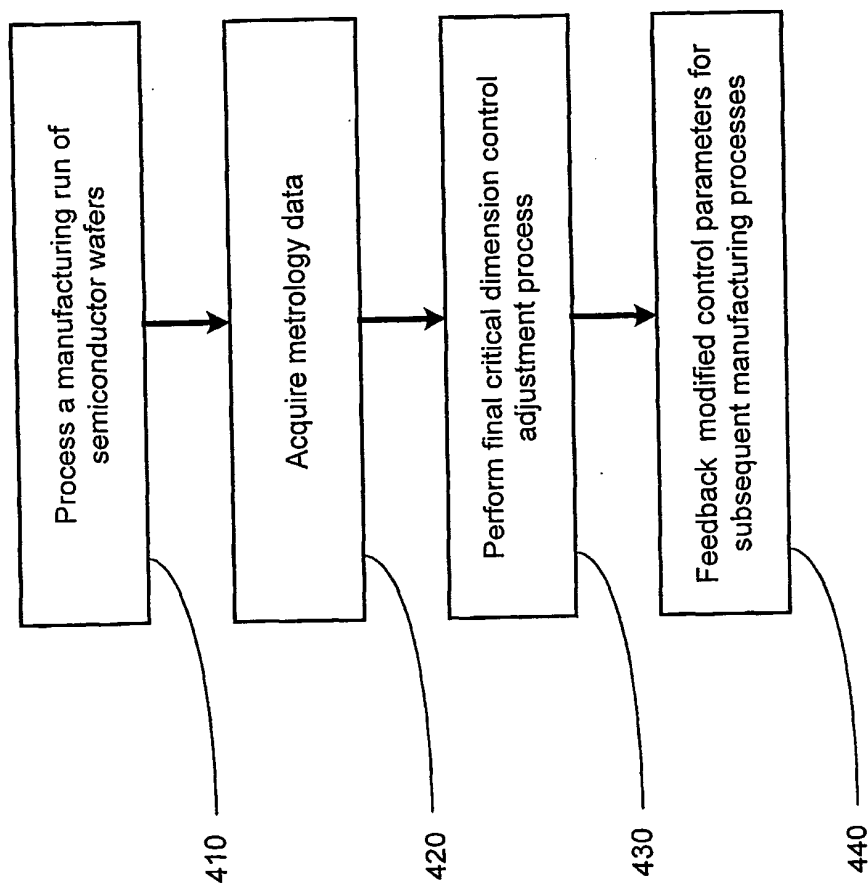 Process a manufacturing run of
semiconductor wafers
410
Acquire metrology data
420
Perform final critical dimension control
adjustment process
430
Feedback modified control parameters for
subsequent manufacturing processes
440